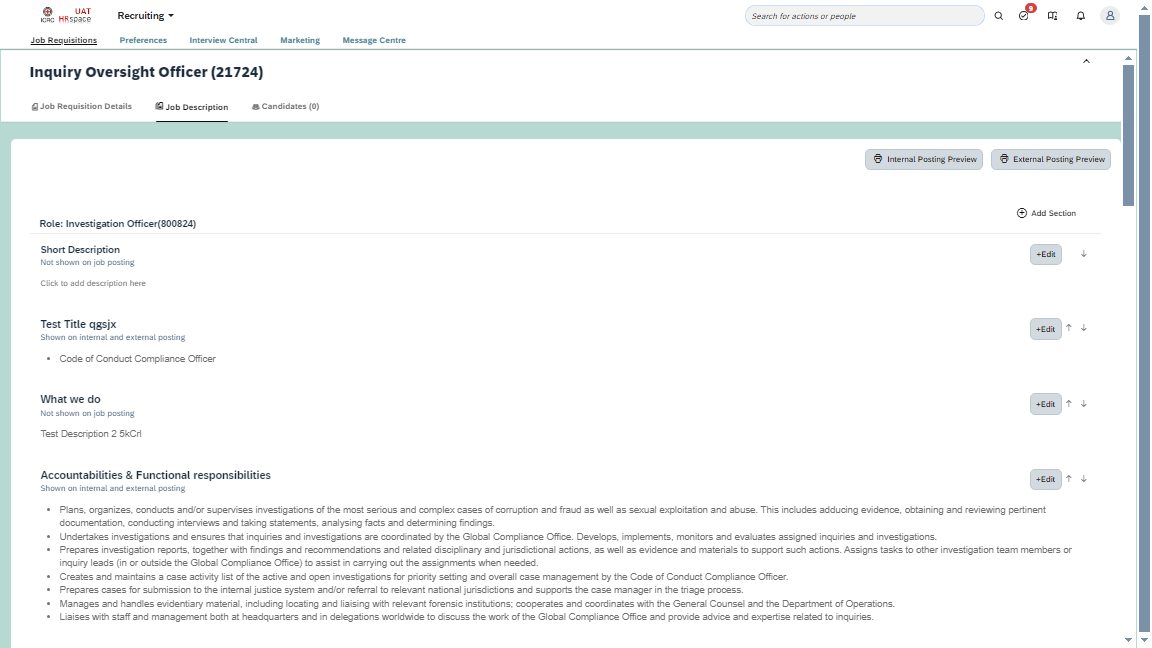 ICRC
UAT
HRspace
Recruiting
Search for actions or people
9
Job Requisitions
Preferences
Interview Central
Marketing
Message Centre
Inquiry Oversight Officer (21724)
Job Requisition Details
Job Description
Candidates (0)
Internal Posting Preview
External Posting Preview
Add Section
Role: Investigation Officer(800824)
Short Description
+Edit
Not shown on job posting
Click to add description here
Test Title qgsjx
+Edit
Shown on internal and external posting
• Code of Conduct Compliance Officer
What we do
+Edit
Not shown on job posting
Test Description 2 5kCrl
Accountabilities & Functional responsibilities
+Edit
Shown on internal and external posting
• Plans, organizes, conducts and/or supervises investigations of the most serious and complex cases of corruption and fraud as well as sexual exploitation and abuse. This includes adducing evidence, obtaining and reviewing pertinent
documentation, conducting interviews and taking statements, analysing facts and determining findings.
• Undertakes investigations and ensures that inquiries and investigations are coordinated by the Global Compliance Office. Develops, implements, monitors and evaluates assigned inquiries and investigations.
• Prepares investigation reports, together with findings and recommendations and related disciplinary and jurisdictional actions, as well as evidence and materials to support such actions. Assigns tasks to other investigation team members or
inquiry leads (in or outside the Global Compliance Office) to assist in carrying out the assignments when needed.
• Creates and maintains a case activity list of the active and open investigations for priority setting and overall case management by the Code of Conduct Compliance Officer.
• Prepares cases for submission to the internal justice system and/or referral to relevant national jurisdictions and supports the case manager in the triage process.
• Manages and handles evidentiary material, including locating and liaising with relevant forensic institutions; cooperates and coordinates with the General Counsel and the Department of Operations.
• Liaises with staff and management both at headquarters and in delegations worldwide to discuss the work of the Global Compliance Office and provide advice and expertise related to inquiries.